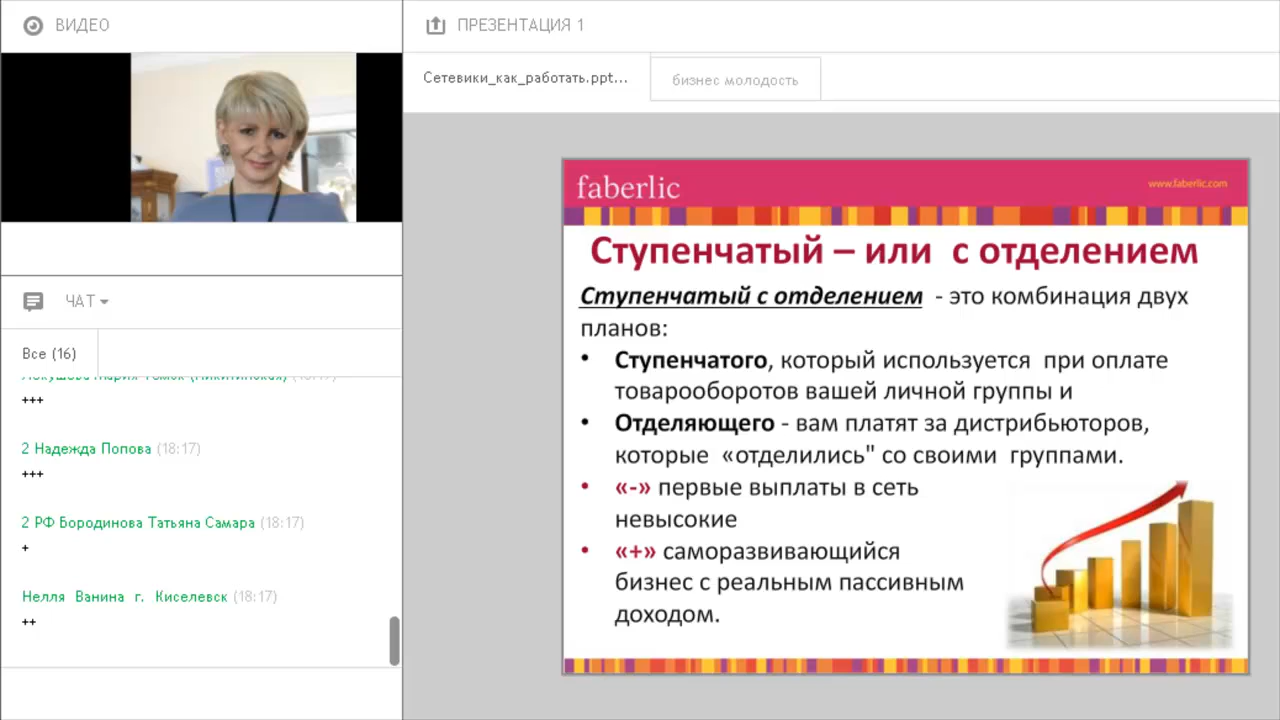 ВИДЕО
ПРЕЗЕНТАЦИЯ 1
Сетевики_как_работать.ppt...
бизнес молодость
ЧАТ
Все (16)
+++
2 Надежда Попова (18:17)
+++
2 РФ Бородинова Татьяна Самара (18:17)
+
Нелля Ванина г. Киселевск (18:17)
++
faberlic
www.faberlic.com
Ступенчатый – или с отделением
Ступенчатый с отделением - это комбинация двух
планов:
• Ступенчатого, который используется при оплате
товарооборотов вашей личной группы и
• Отделяющего - вам платят за дистрибьюторов,
которые «отделились" со своими группами.
• «-» первые выплаты в сеть
невысокие
• «+» саморазвивающийся
бизнес с реальным пассивным
доходом.